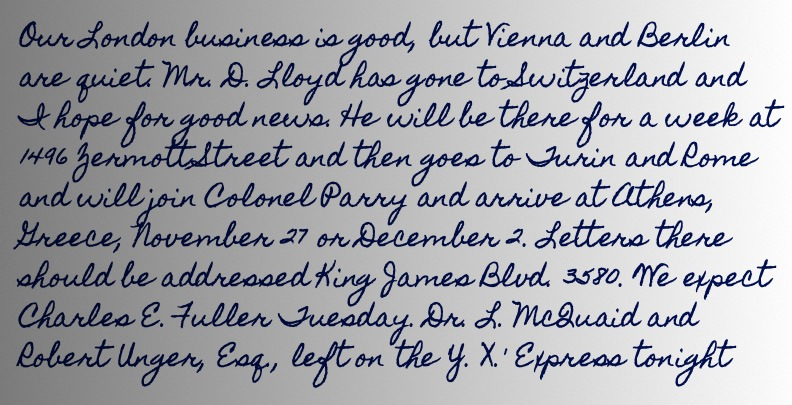 Our London business is good, but Vienna and Berlin
are quiet. Mr. D. Lloyd has gone to Switzerland and
I hope for good news. He will be there for a week at
1496 Zermott Street and then goes to Turin and Rome
and will join Colonel Parry and arrive at Athens,
Greece, November 27 or December 2. Letters there
should be addressed King James Blvd. 3580. We expect
Charles E. Fuller Tuesday. Dr. L. McQuaid and
Robert Unger, Esq., left on the Y. X.' Express tonight